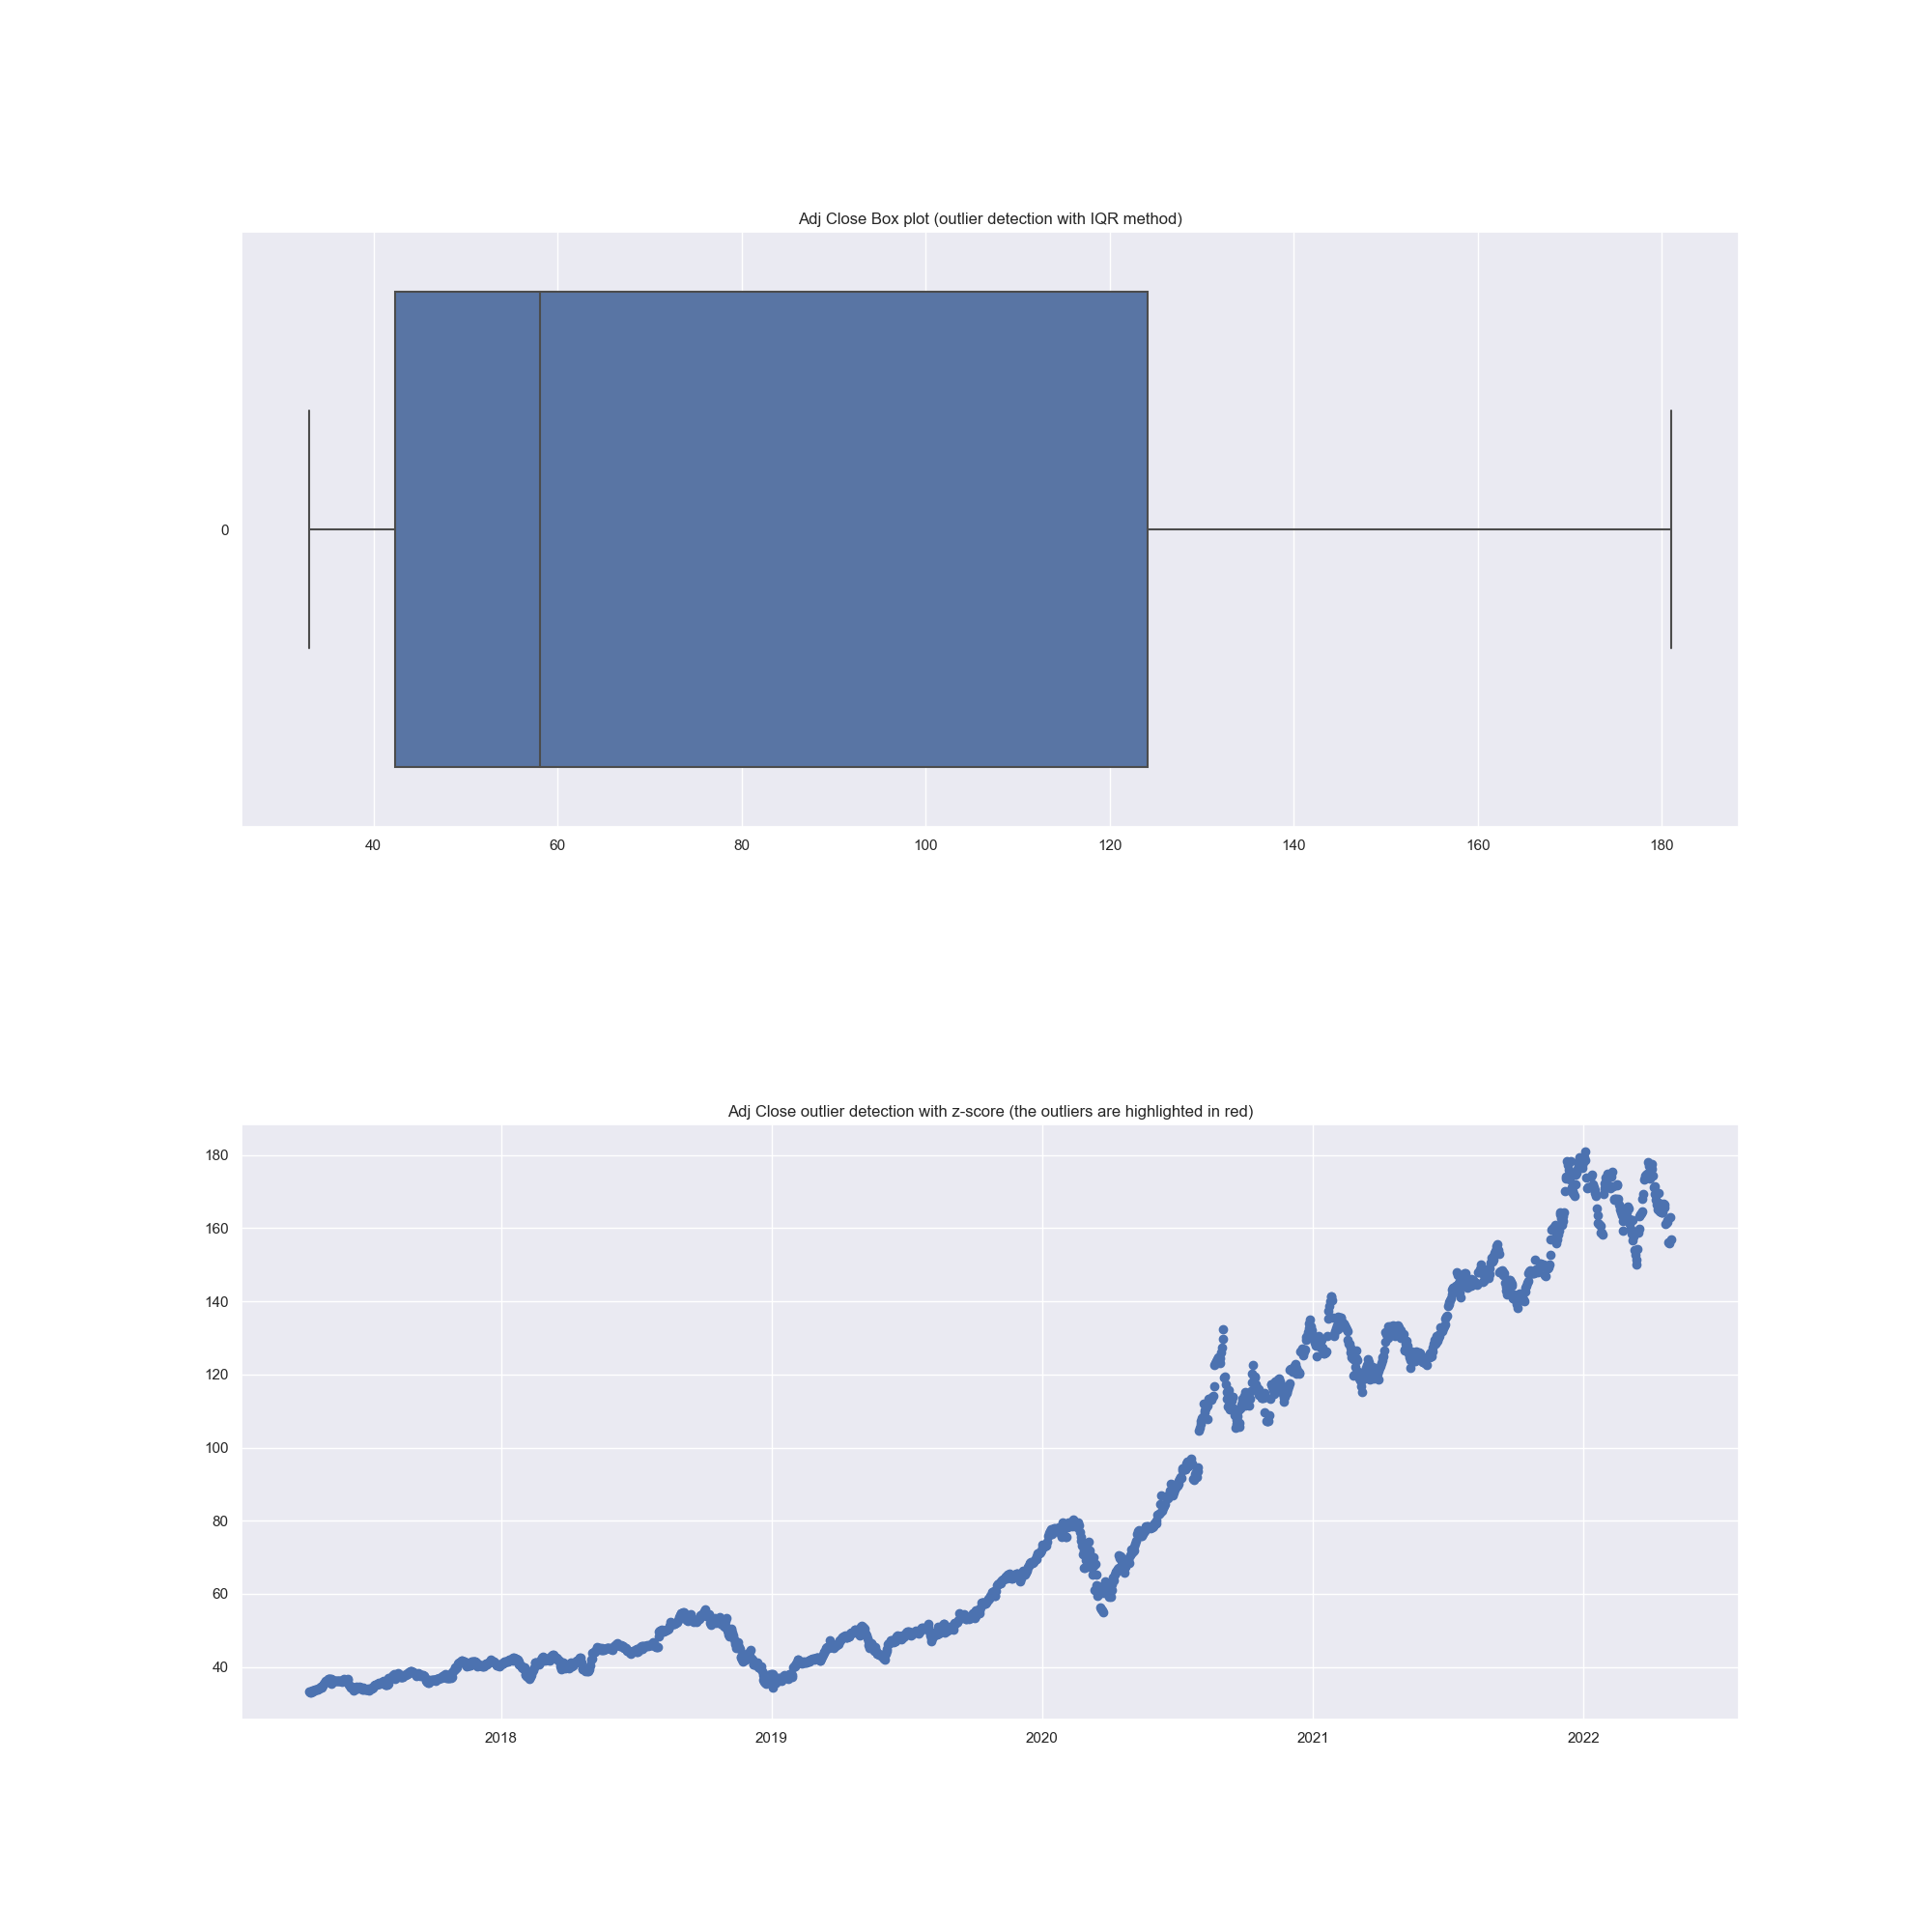 Adj Close Box plot (outlier detection with IQR method)
0
40 60 80 100 120 140 160 180
Adj Close outlier detection with z-score (the outliers are highlighted in red)
180
160
140
120
100
80
60
40
2018 2019 2020 2021 2022